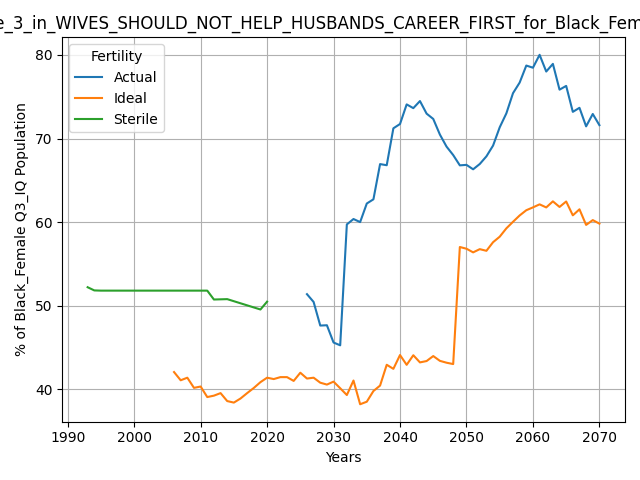 e_3_in_WIVES_SHOULD_NOT_HELP_HUSBANDS_CAREER_FIRST_for_Black_Fem
Fertility
Actual
Ideal
Sterile
% of Black_Female Q3_IQ Population
80
70
60
50
40
1990 2000 2010 2020 2030 2040 2050 2060 2070
Years